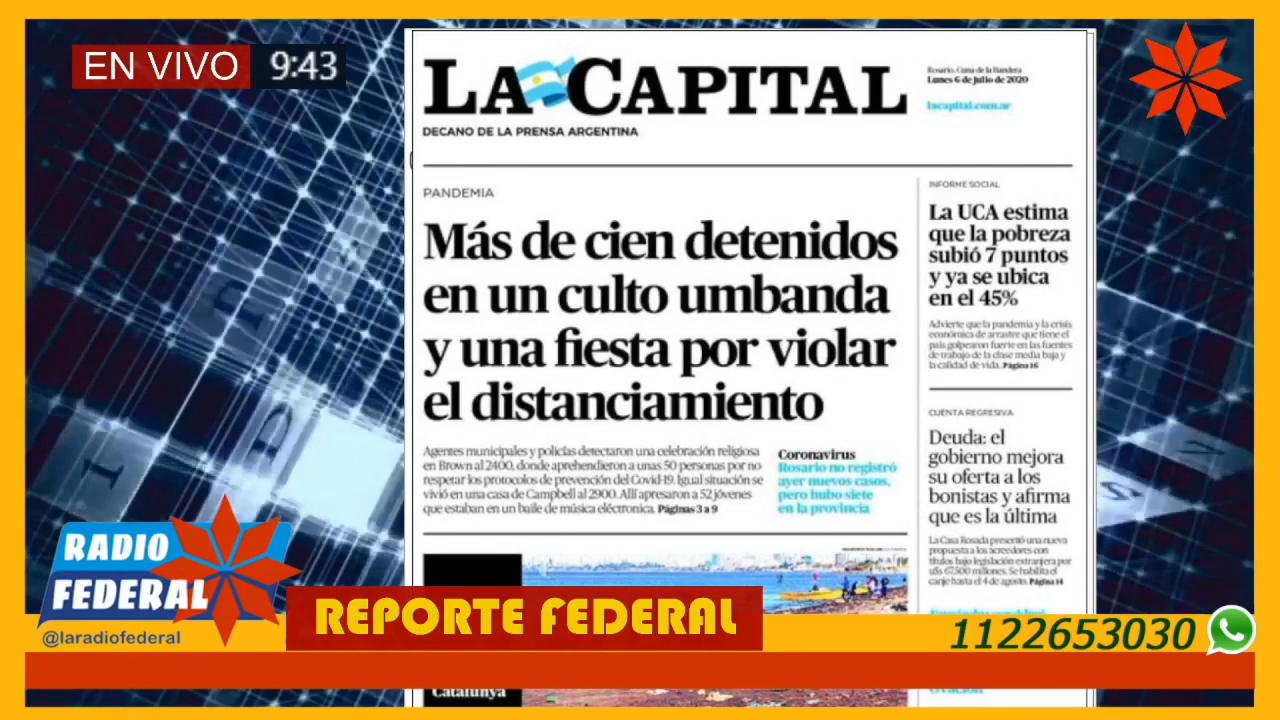 EN VIVO 9:43
LA CAPITAL
DECANO DE LA PRENSA ARGENTINA
Rosario, Cuna de la Bandera
Lunes 6 de julio de 2020
lacapital.com.ar
PANDEMIA
Más de cien detenidos
en un culto umbanda
y una fiesta por violar
el distanciamiento
Agentes municipales y policías detectaron una celebración religiosa
en Brown al 2400, donde aprehendieron a unas 50 personas por no
respetar los protocolos de prevención del Covid-19. Igual situación se
vivió en una casa de Campbell al 2900. Allí apresaron a 52 jóvenes
que estaban en un baile de música eléctronica. Páginas 3 a 9
Coronavirus
Rosario no registró
ayer nuevos casos,
pero hubo siete
en la provincia
INFORME SOCIAL
La UCA estima
que la pobreza
subió 7 puntos
y ya se ubica
en el 45%
Advierte que la pandemia y la crisis
económica de arrastre que tiene el
país golpearon fuerte en las fuentes
de trabajo de la clase media baja y
la calidad de vida. Página 16
CUENTA REGRESIVA
Deuda: el
gobierno mejora
su oferta a los
bonistas y afirma
que es la última
La Casa Rosada presentó una nueva
propuesta a los acreedores con
títulos bajo legislación extranjera por
u$s 67.500 millones. Se habilita el
canje hasta el 4 de agosto. Página 14
RADIO
FEDERAL
@laradiofederal
REPORTE FEDERAL
1122653030
Catalunya
Ovación